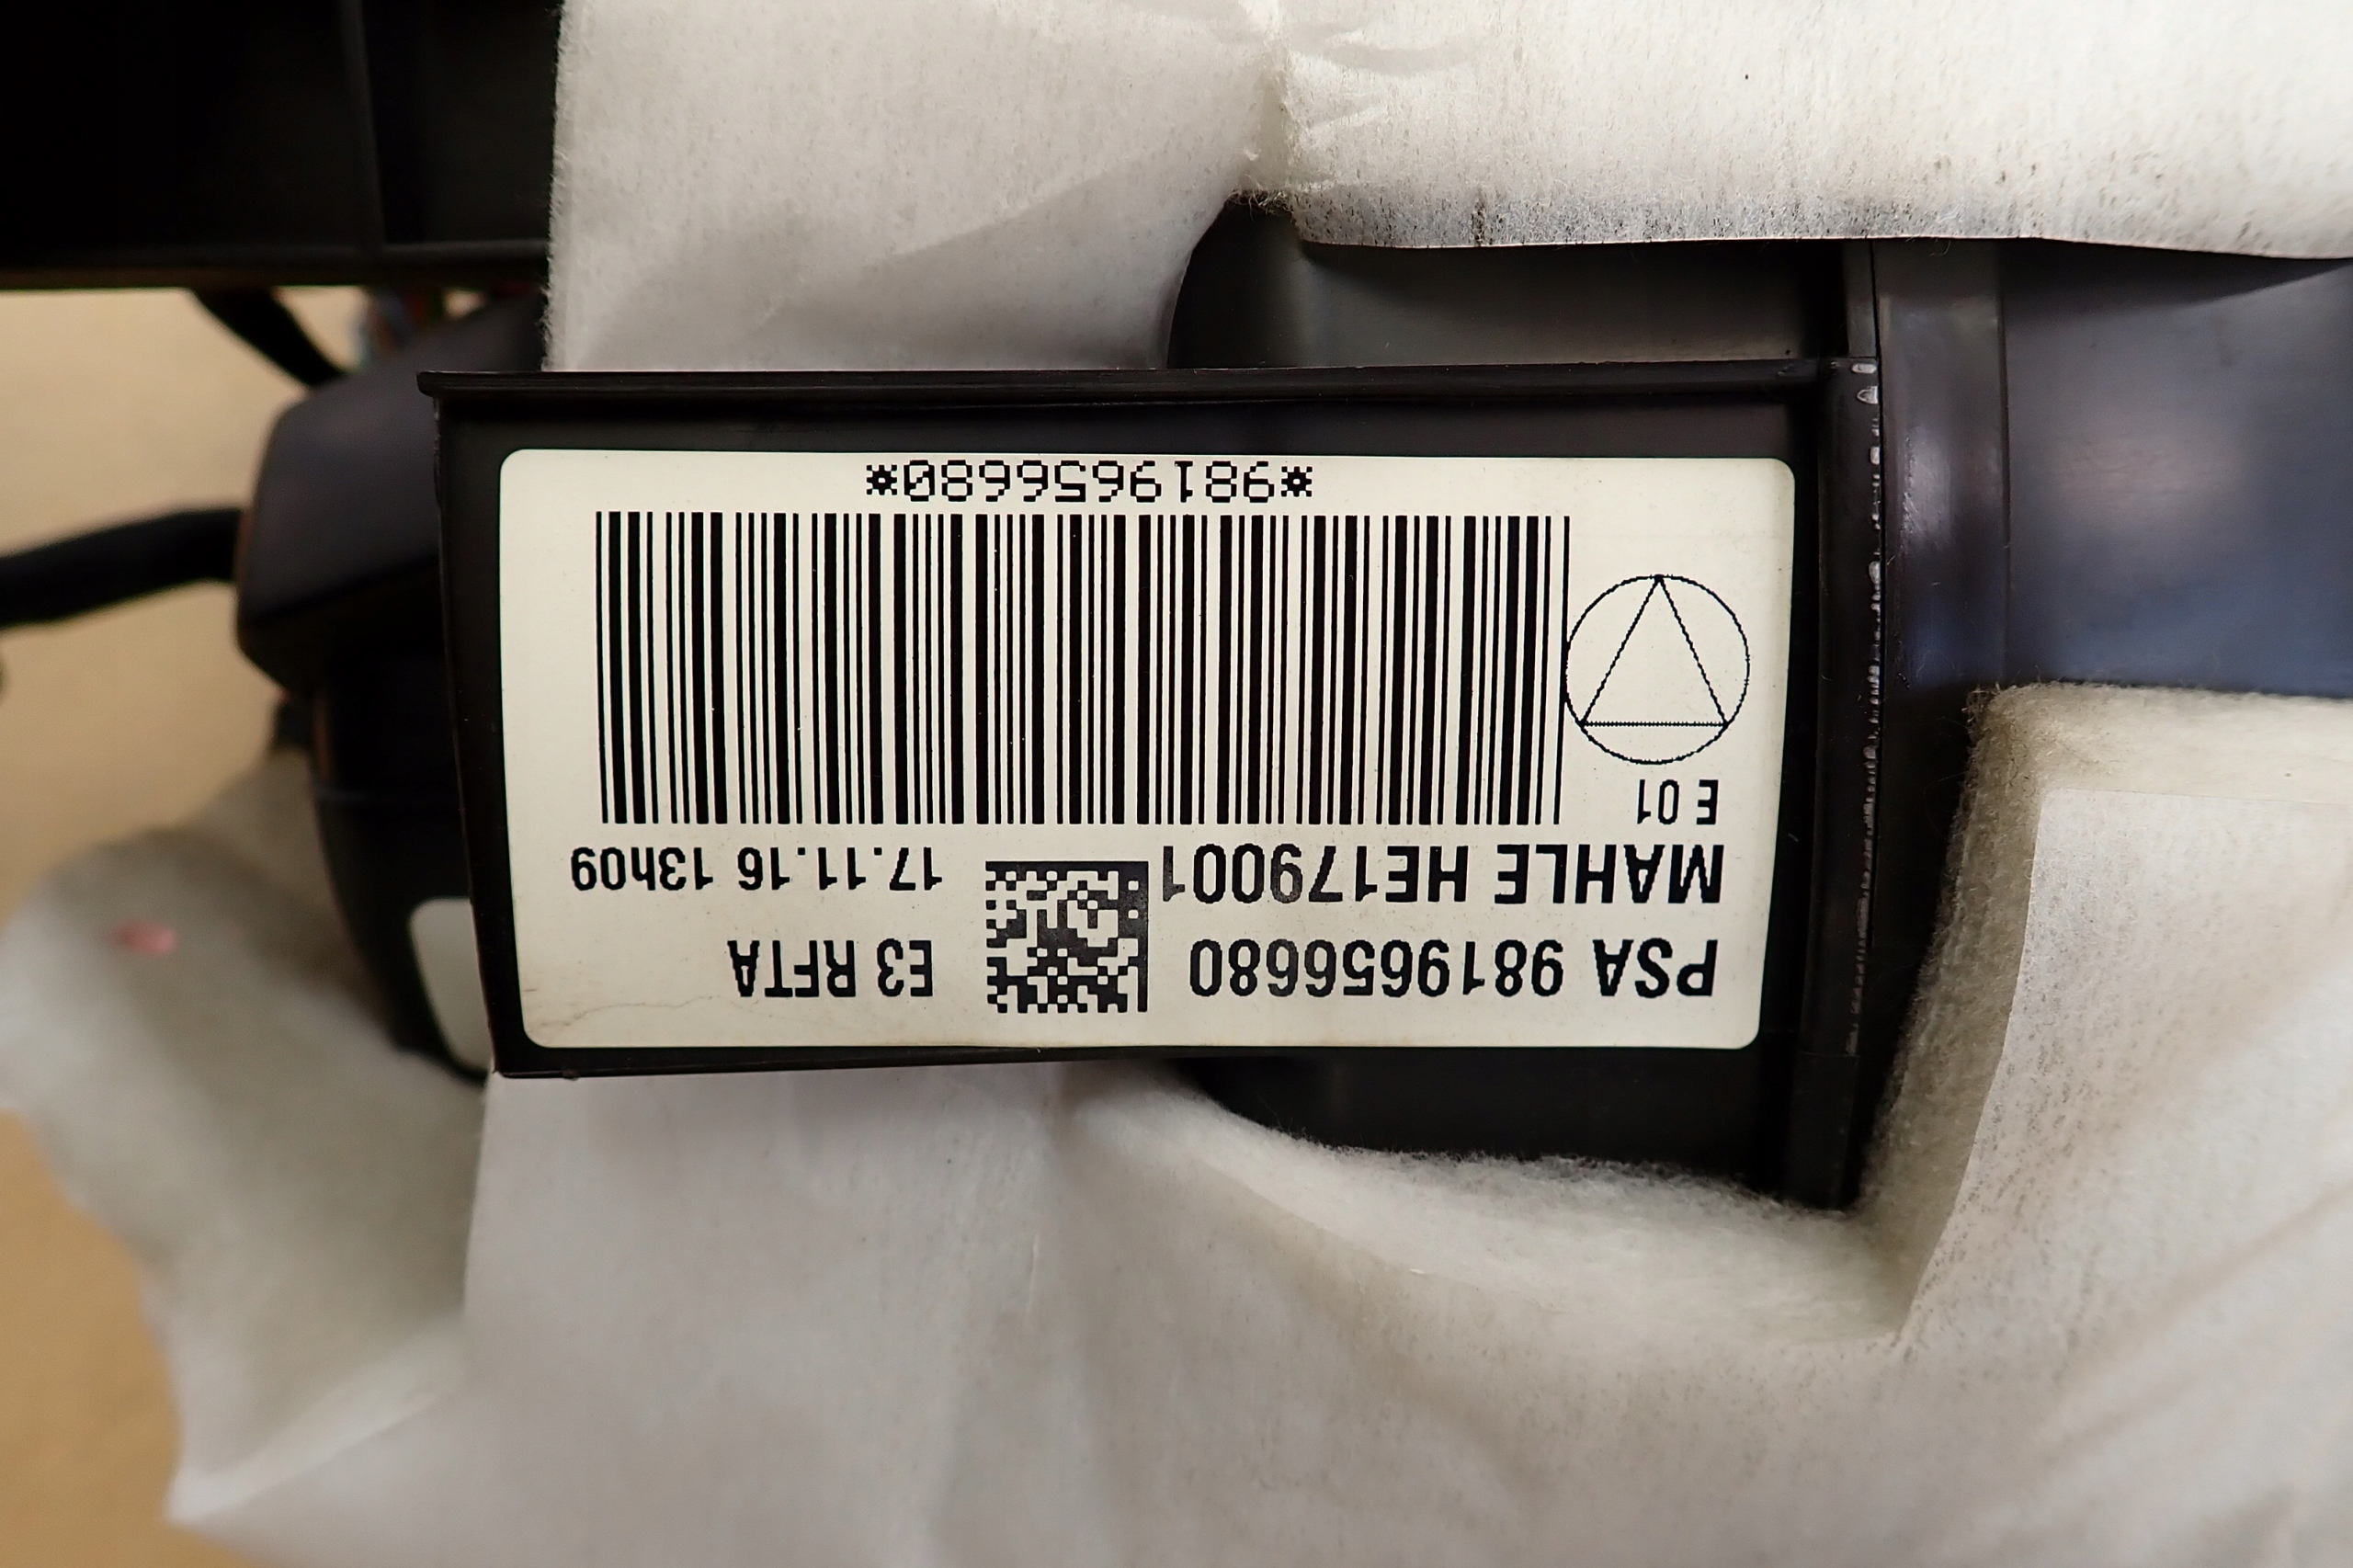 PSA 9819656680 E3 RFTA
MAHLE HE179001 17.11.16 13h09
E 01
*9819656680*